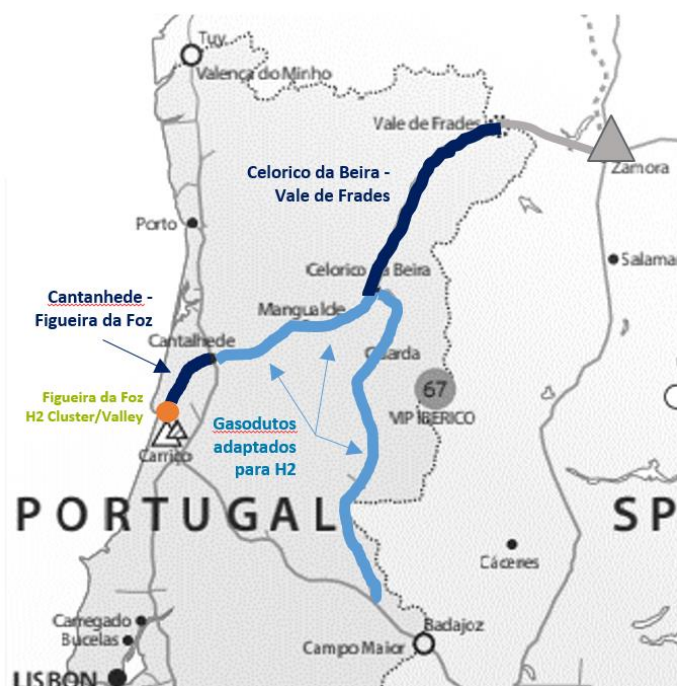 Tuy
Valença do Minho
Vale de Frades
Zamora
Celorico da Beira -
Vale de Frades
Porto
Salama
Celorico da Beira
Cantanhede -
Figueira da Foz
Mangualde
Cantalhede
Guarda
67
VIP IBERICO
Figueira da Foz
H2 Cluster/Valley
Gasodutos
adaptados
para H2
Carriço
PORTUGAL
SP
Cáceres
Carregado
Bucelas
Badajoz
Campo Maior
LISBON